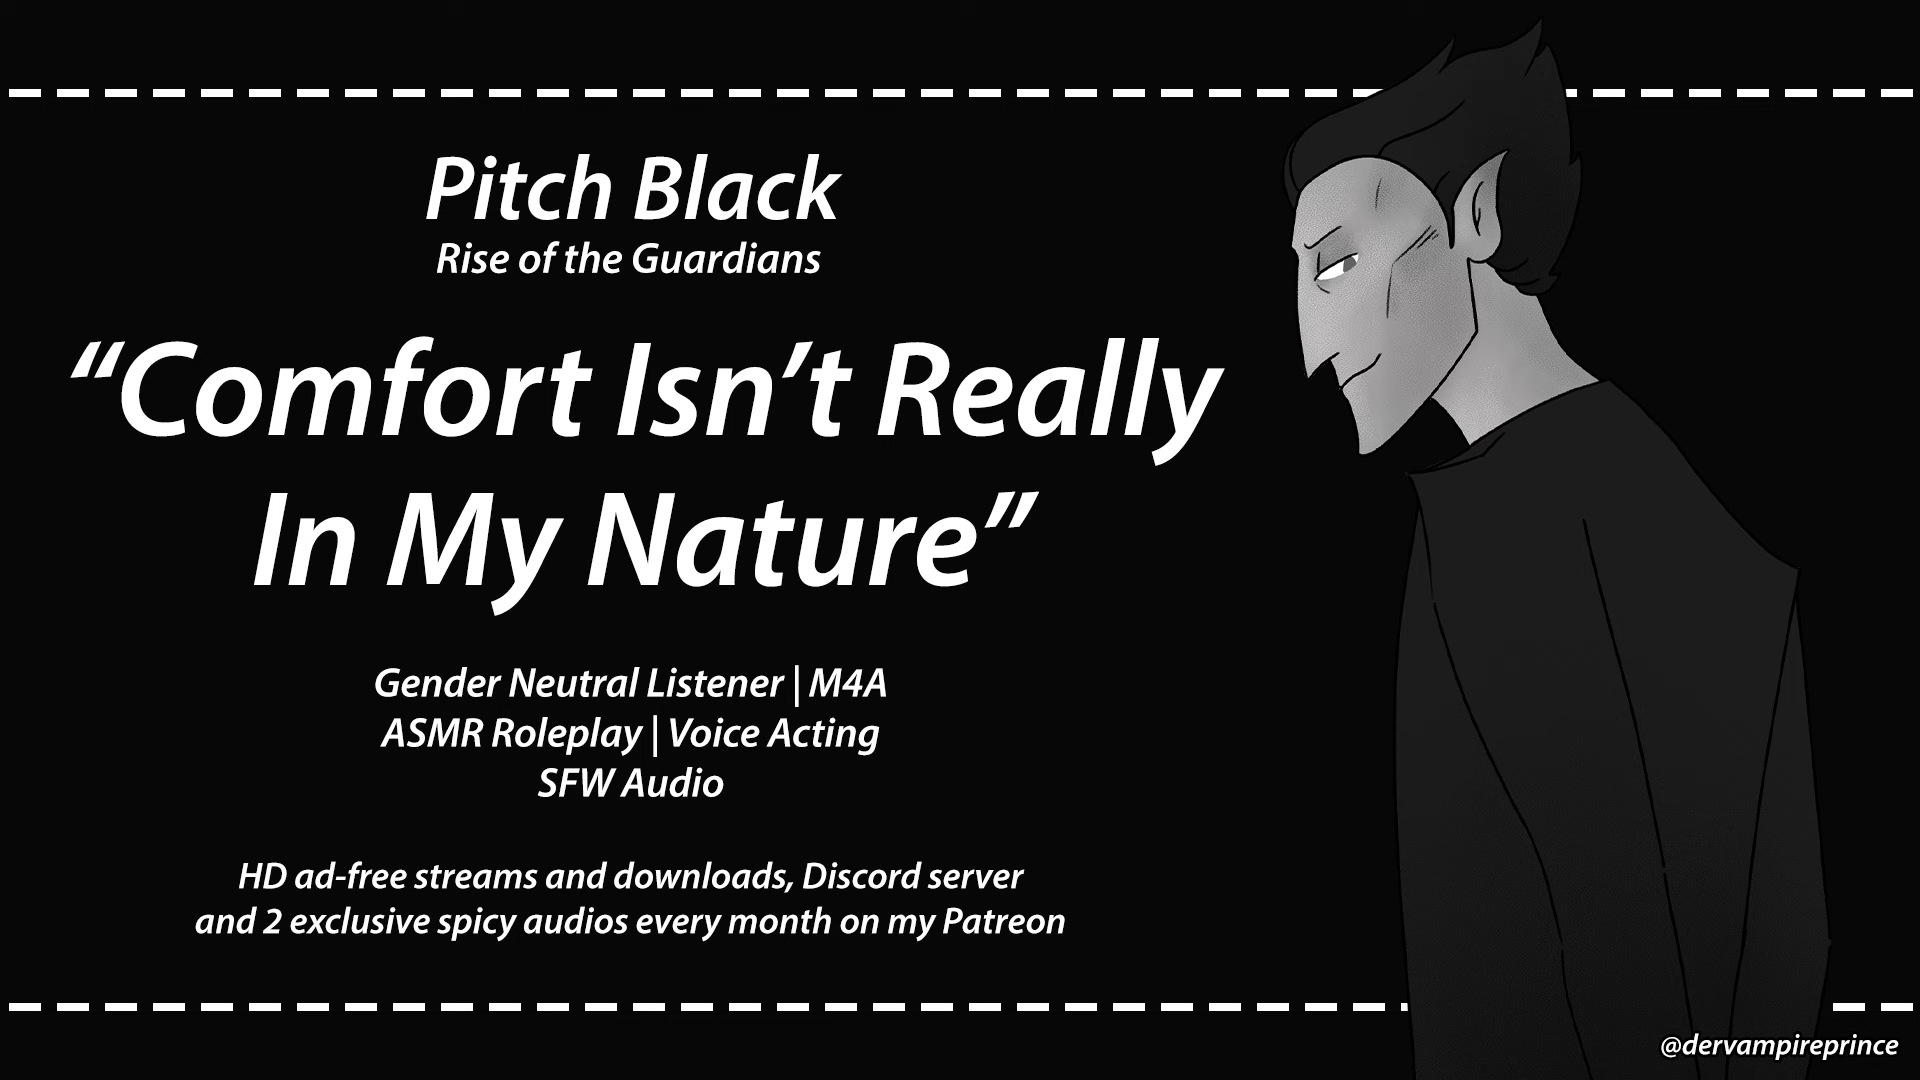 Pitch Black
Rise of the Guardians
“Comfort Isn’t Really
In My Nature”
Gender Neutral Listener | M4A
ASMR Roleplay | Voice Acting
SFW Audio
HD ad-free streams and downloads, Discord server
and 2 exclusive spicy audios every month on my Patreon
@dervampireprince